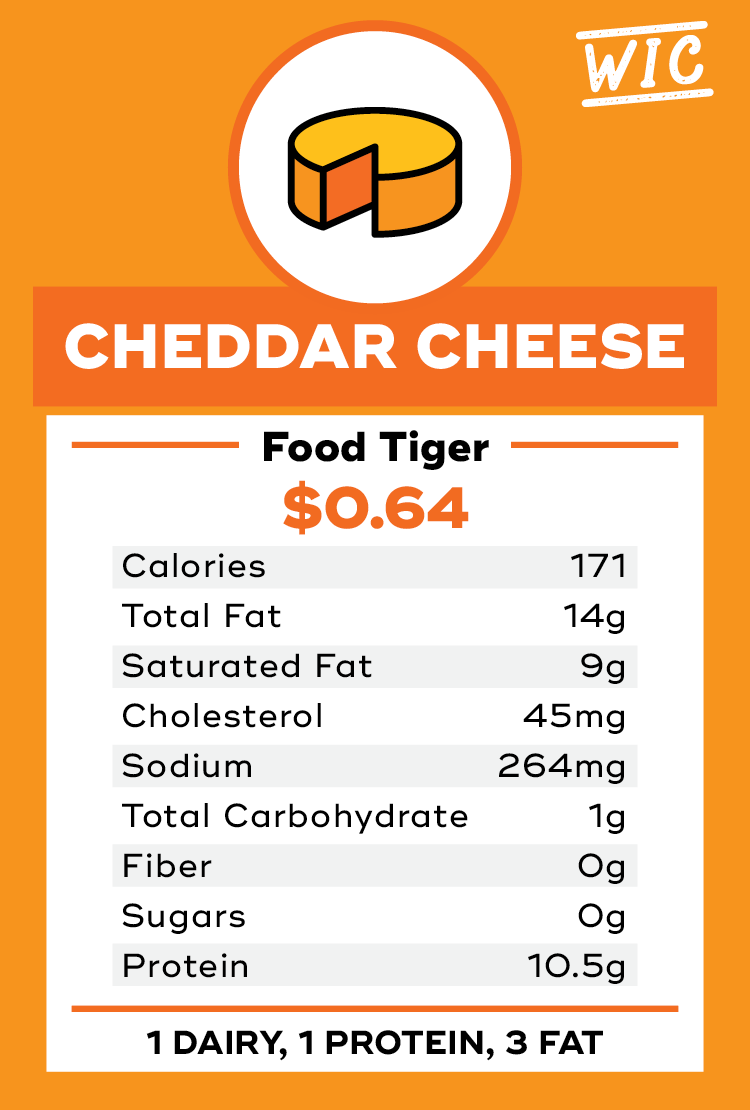 WIC
CHEDDAR CHEESE
Food Tiger
$0.64
Calories 171
Total Fat 14g
Saturated Fat 9g
Cholesterol 45mg
Sodium 264mg
Total Carbohydrate 1g
Fiber 0g
Sugars 0g
Protein 10.5g
1 DAIRY, 1 PROTEIN, 3 FAT